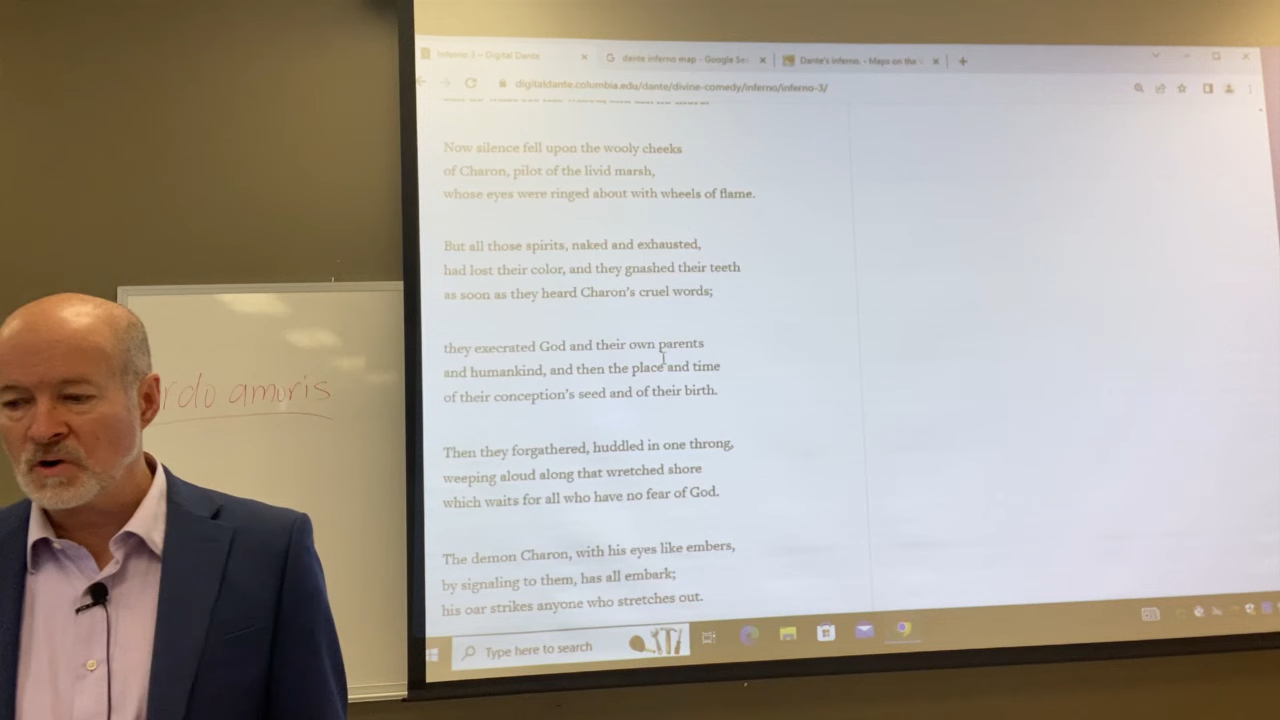 Inferno 3 – Digital Dante
dante inferno map - Google Se
Dante's inferno. - Maps on the
digitaldante.columbia.edu/dante/divine-comedy/inferno/inferno-3/
Now silence fell upon the wooly cheeks
of Charon, pilot of the livid marsh,
whose eyes were ringed about with wheels of flame.
But all those spirits, naked and exhausted,
had lost their color, and they gnashed their teeth
as soon as they heard Charon's cruel words;
they execrated God and their own parents
and humankind, and then the place and time
of their conception's seed and of their birth.
Then they forgathered, huddled in one throng,
weeping aloud along that wretched shore
which waits for all who have no fear of God.
The demon Charon, with his eyes like embers,
by signaling to them, has all embark;
his oar strikes anyone who stretches out.
rdo amoris
Type here to search